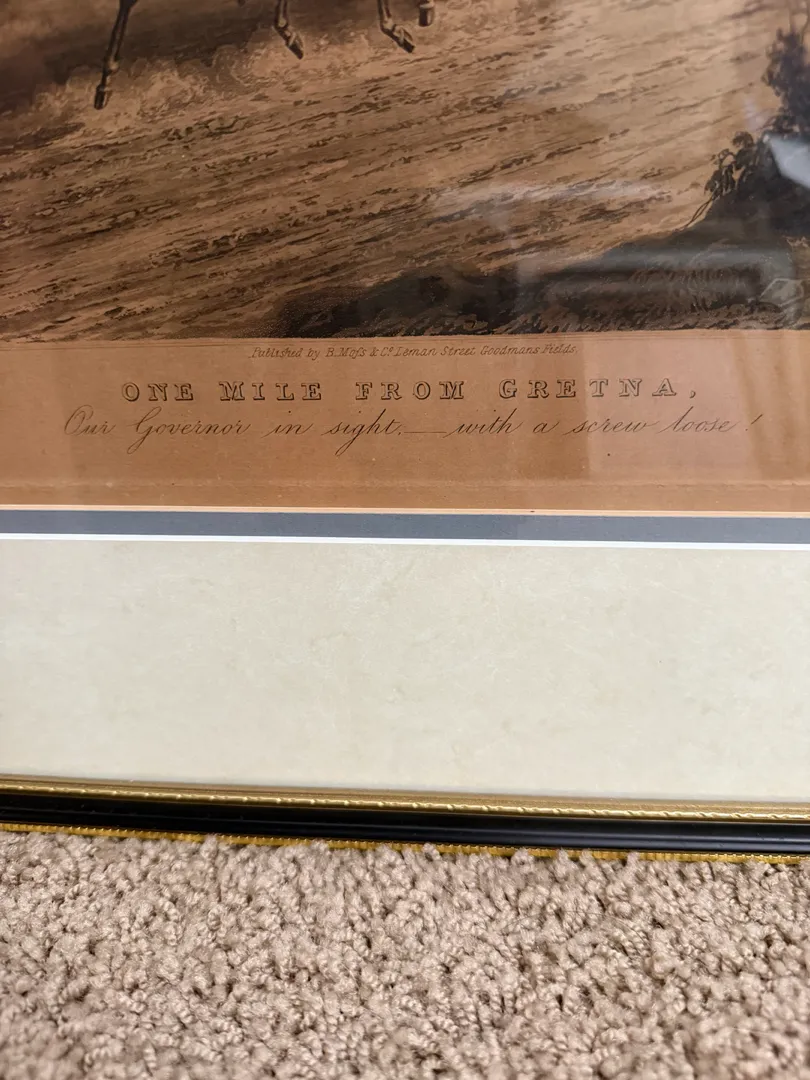 Published by B. Moſs & Co. Leman Street Goodmans Fields.
ONE MILE FROM GRETNA,
Our Governor in sight.—with a screw loose!